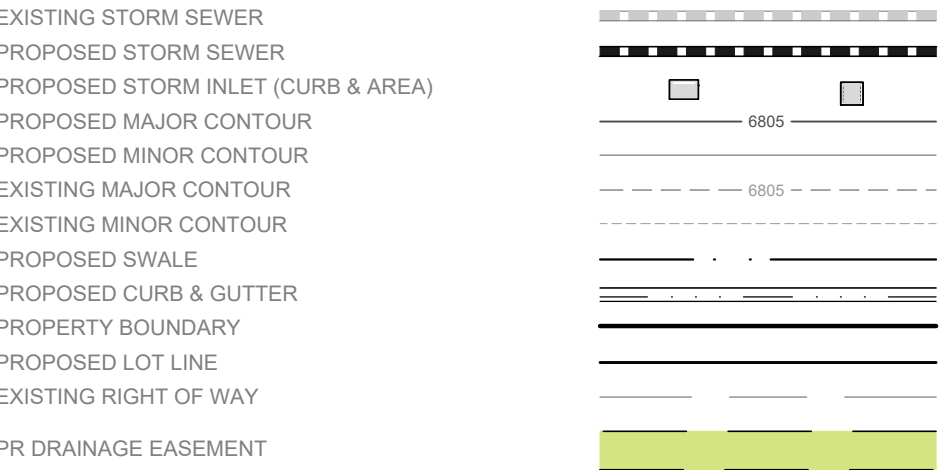 EXISTING STORM SEWER
PROPOSED STORM SEWER
PROPOSED STORM INLET (CURB & AREA)
PROPOSED MAJOR CONTOUR 6805
PROPOSED MINOR CONTOUR
EXISTING MAJOR CONTOUR 6805
EXISTING MINOR CONTOUR
PROPOSED SWALE
PROPOSED CURB & GUTTER
PROPERTY BOUNDARY
PROPOSED LOT LINE
EXISTING RIGHT OF WAY
PR DRAINAGE EASEMENT